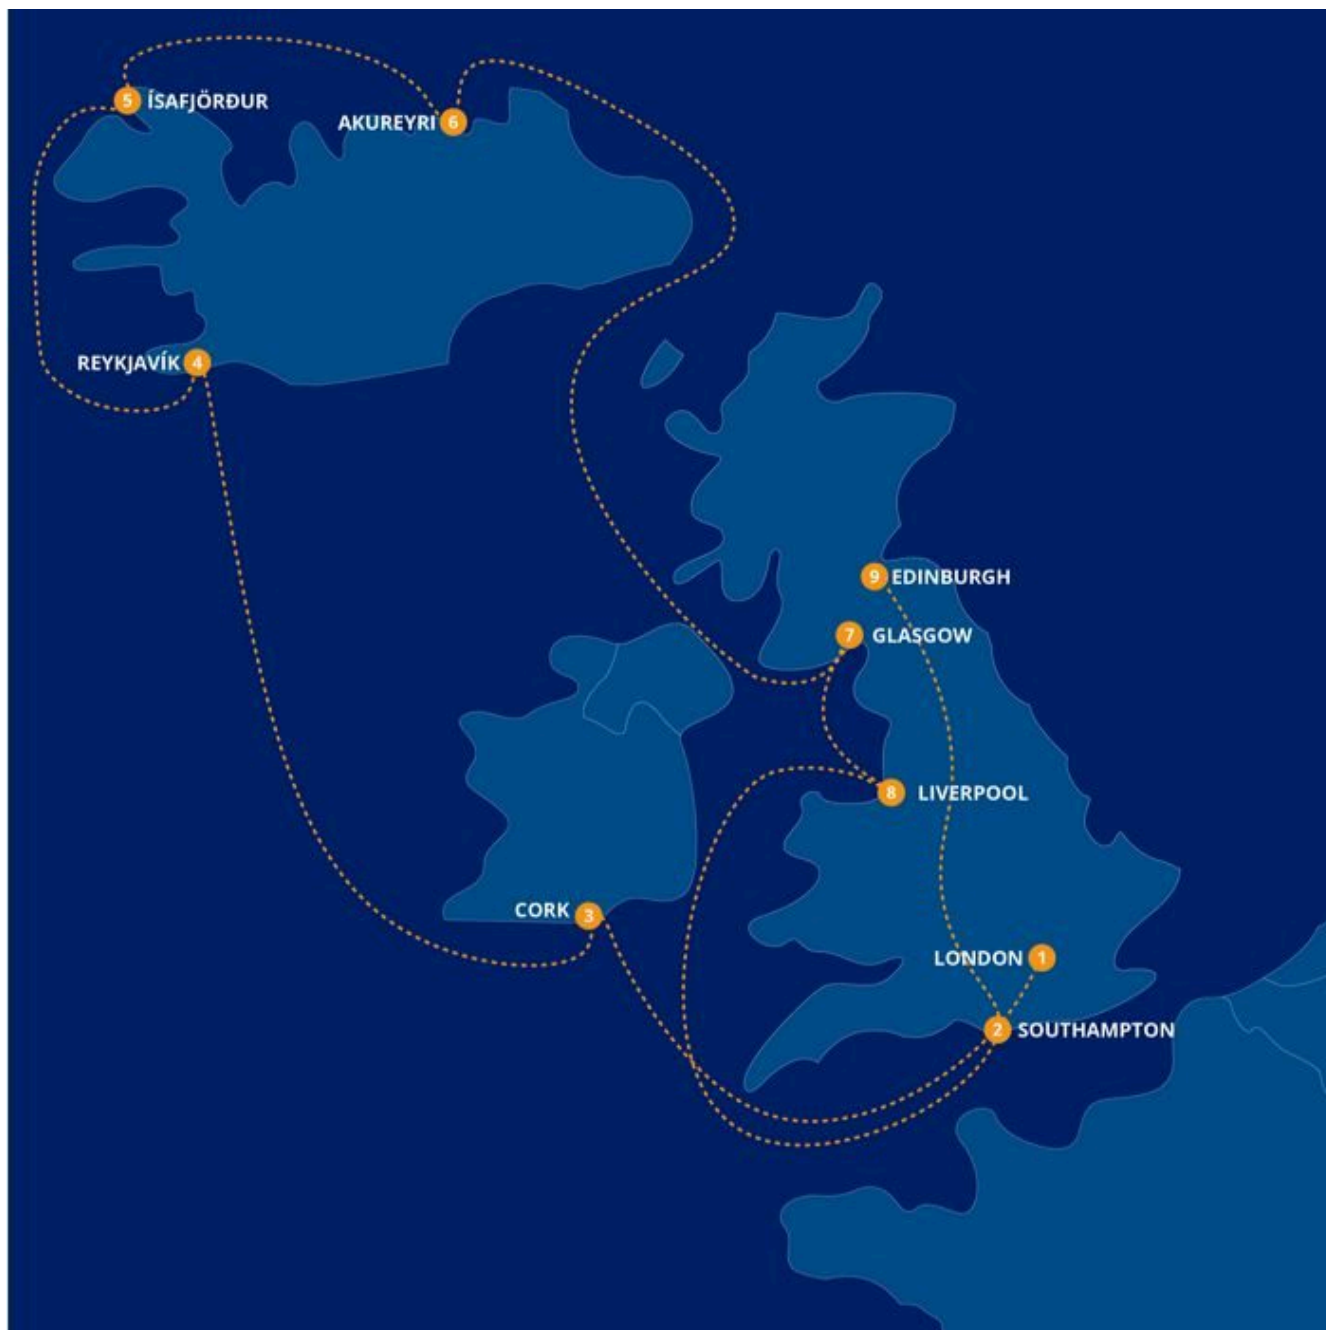 5 ÍSAFJÖRÐUR
AKUREYRI 6
REYKJAVÍK 4
9 EDINBURGH
7 GLASGOW
8 LIVERPOOL
CORK 3
LONDON 1
2 SOUTHAMPTON